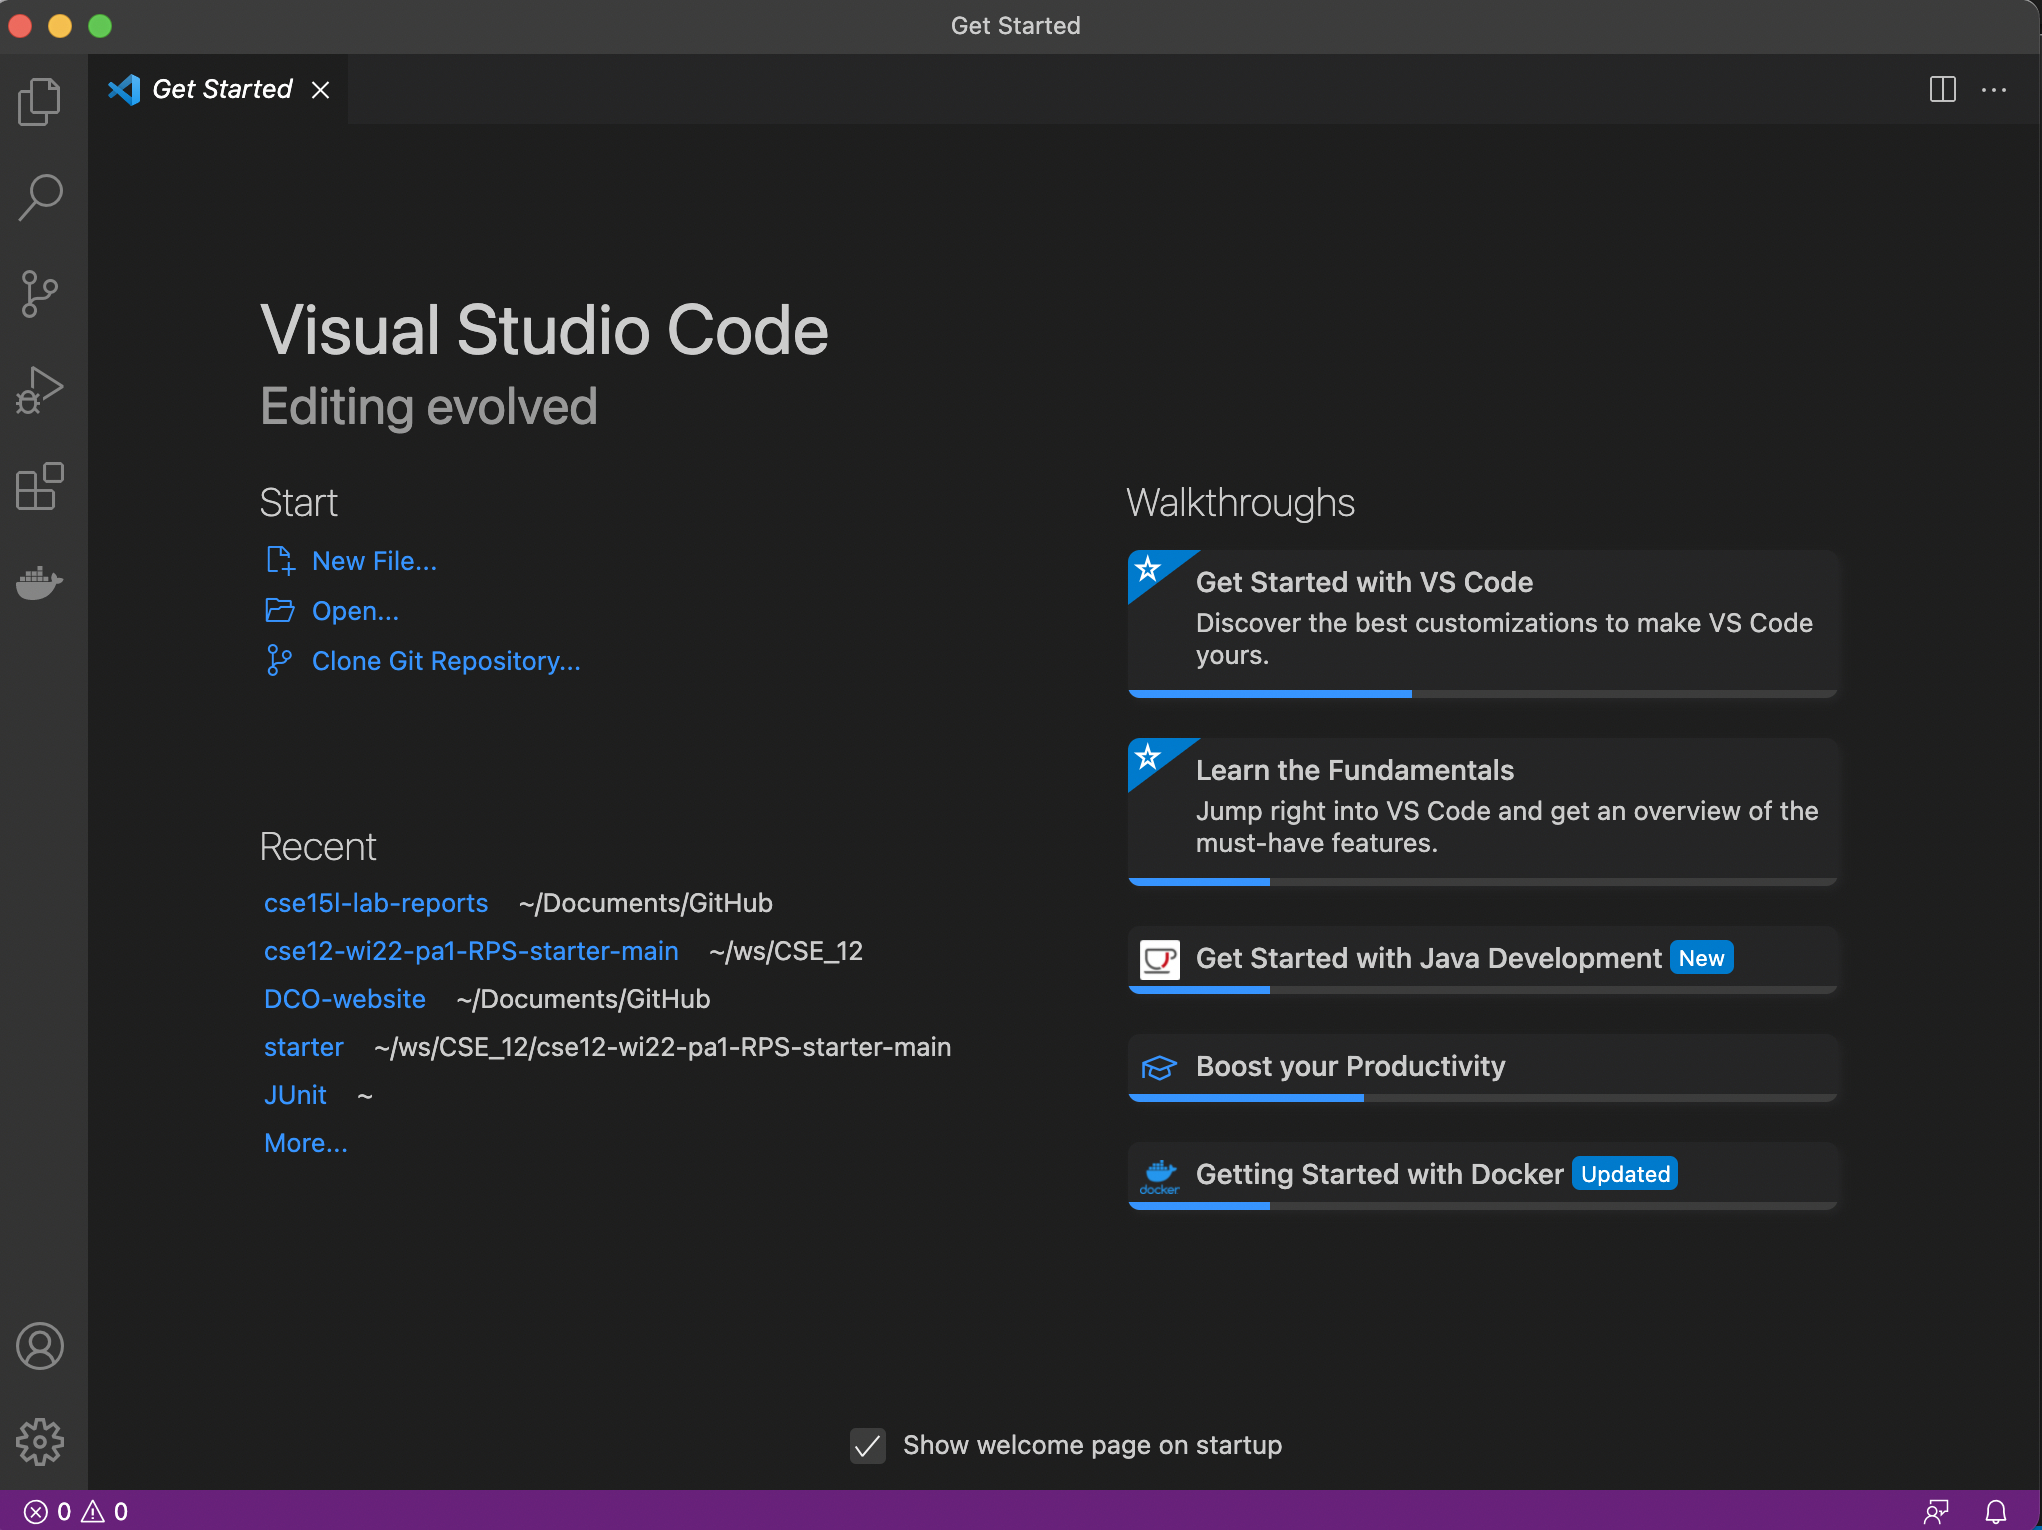 Get Started
Get Started
Visual Studio Code
Editing evolved
Start
New File...
Open...
Clone Git Repository...
Recent
cse15l-lab-reports ~/Documents/GitHub
cse12-wi22-pa1-RPS-starter-main ~/ws/CSE_12
DCO-website ~/Documents/GitHub
starter ~/ws/CSE_12/cse12-wi22-pa1-RPS-starter-main
JUnit ~
More...
Walkthroughs
Get Started with VS Code
Discover the best customizations to make VS Code
yours.
Learn the Fundamentals
Jump right into VS Code and get an overview of the
must-have features.
Get Started with Java Development New
Boost your Productivity
docker
Getting Started with Docker Updated
Show welcome page on startup
0 0